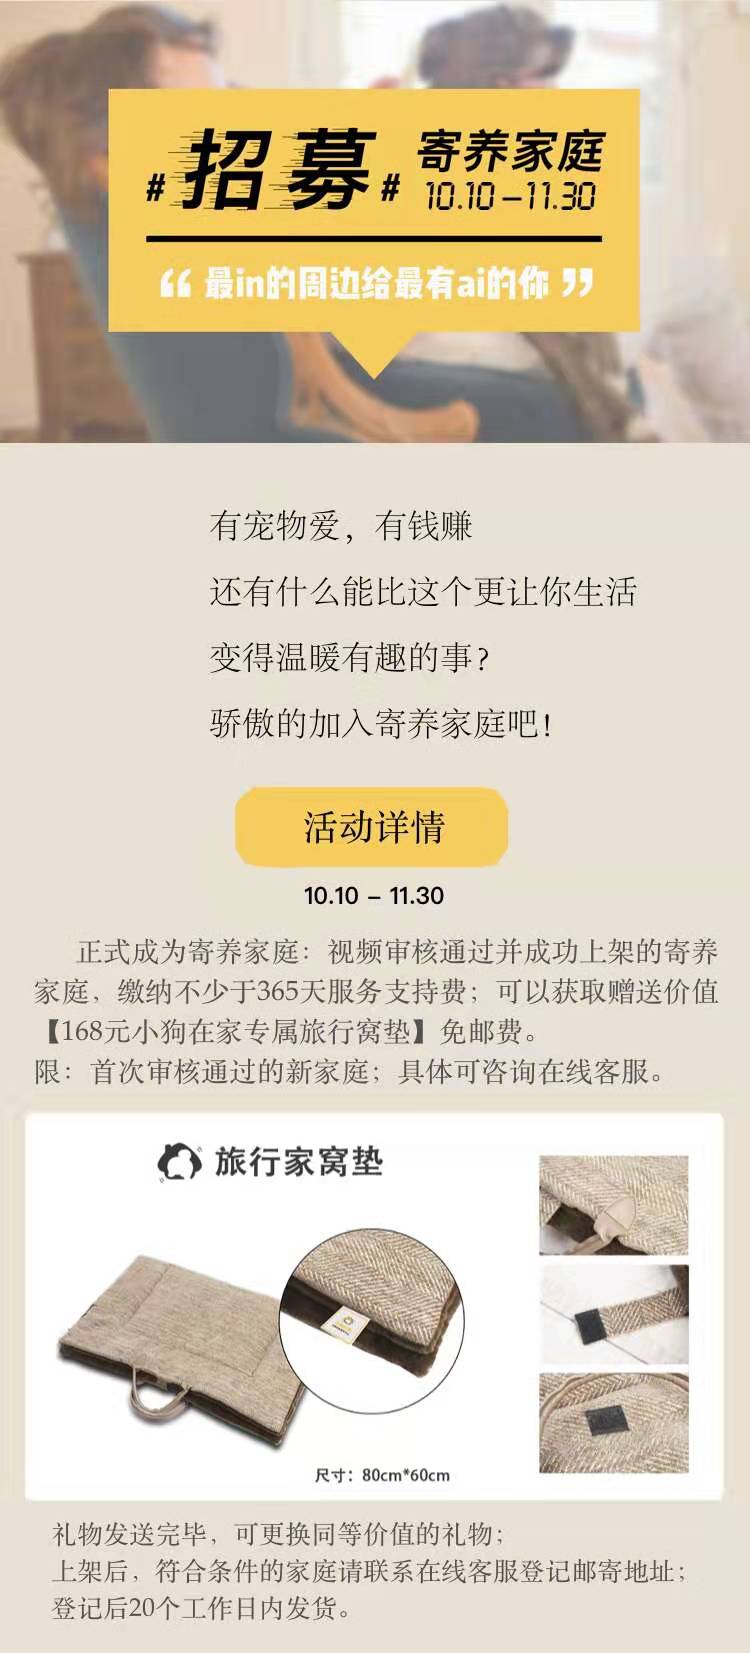 #招募#
寄养家庭
10.10-11.30
“最in的周边给最有ai的你”
有宠物爱，有钱赚
还有什么能比这个更让你生活
变得温暖有趣的事?
骄傲的加入寄养家庭吧!
活动详情
10.10 – 11.30
正式成为寄养家庭：视频审核通过并成功上架的寄养
家庭，缴纳不少于365天服务支持费；可以获取赠送价值
【168元小狗在家专属旅行窝垫】免邮费。
限：首次审核通过的新家庭；具体可咨询在线客服。
旅行家窝垫
尺寸：80cm*60cm
礼物发送完毕，可更换同等价值的礼物；
上架后，符合条件的家庭请联系在线客服登记邮寄地址；
登记后20个工作日内发货。